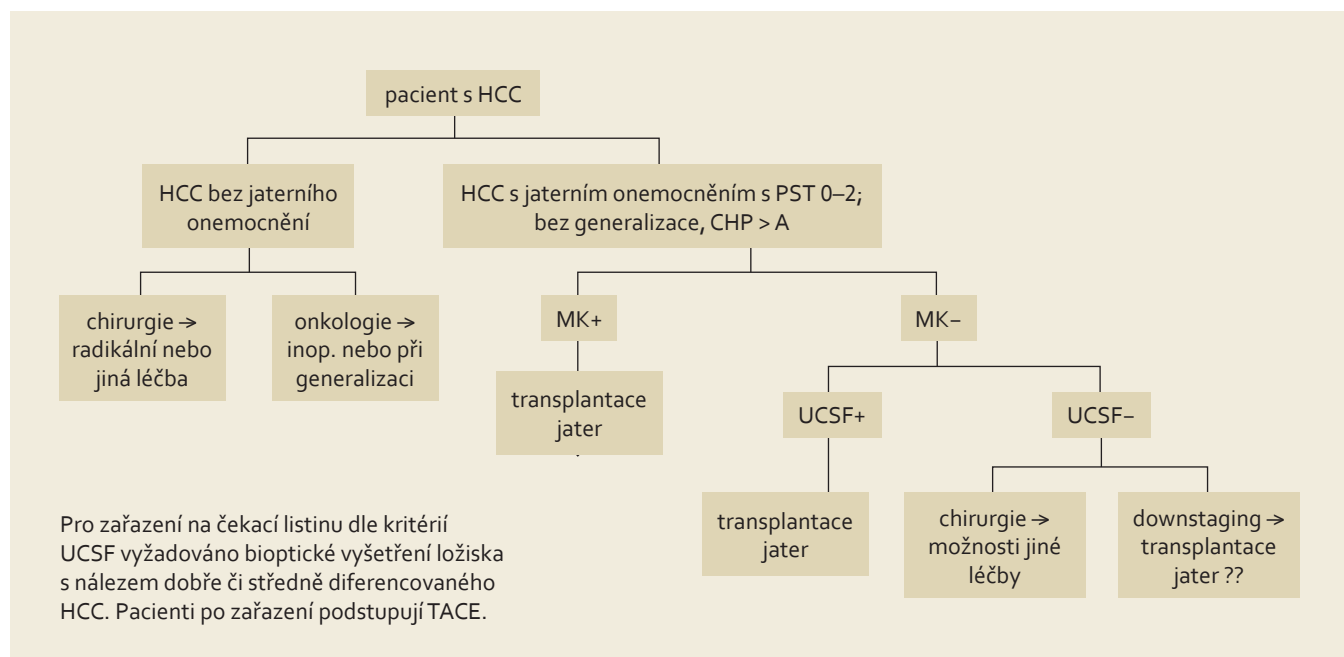 pacient s HCC
HCC bez jaterního
onemocnění
HCC s jaterním onemocněním s PST 0–2;
bez generalizace, CHP > A
chirurgie →
radikální nebo
jiná léčba
onkologie →
inop. nebo při
generalizaci
MK+
MK–
transplantace
jater
UCSF+
UCSF–
transplantace
jater
chirurgie →
možnosti jiné
léčby
downstaging →
transplantace
jater ??
Pro zařazení na čekací listinu dle kritérií
UCSF vyžadováno bioptické vyšetření ložiska
s nálezem dobře či středně diferencovaného
HCC. Pacienti po zařazení podstupují TACE.